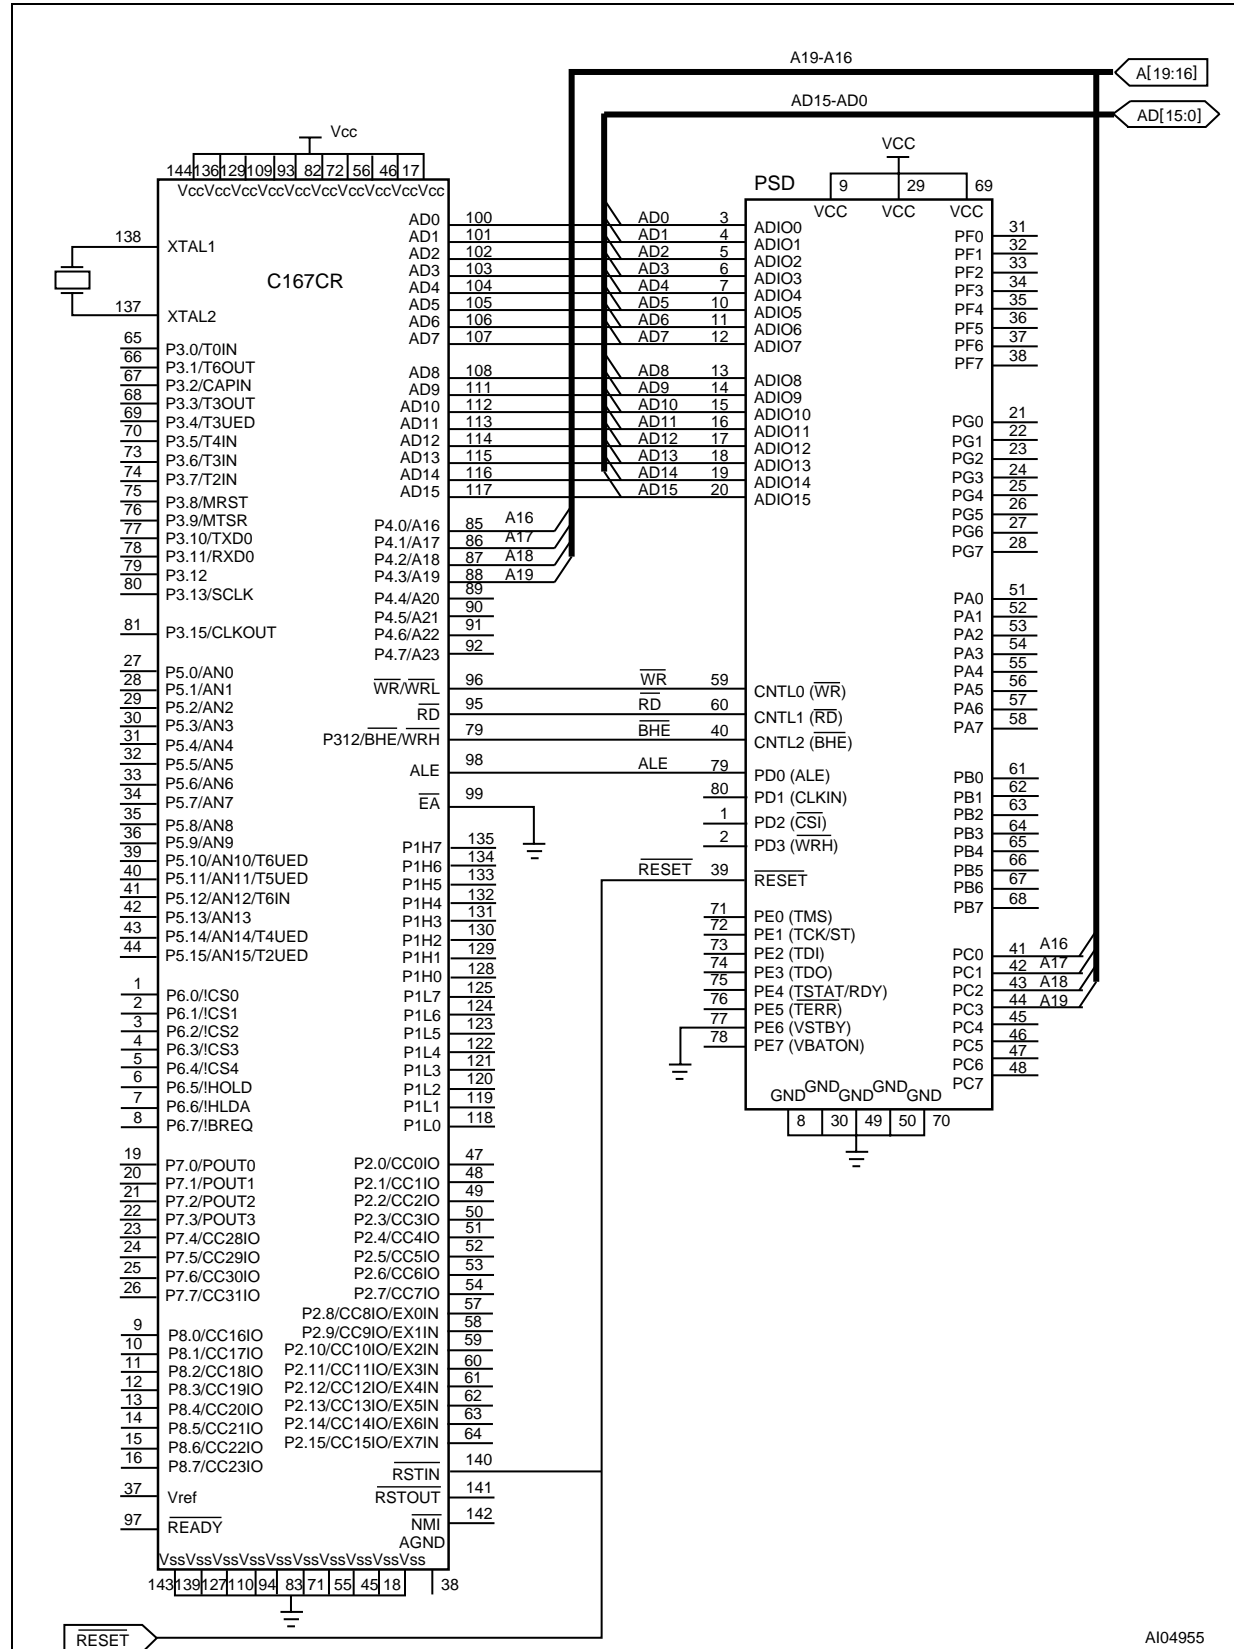 A19-A16
A[19:16]
AD15-AD0
AD[15:0]
Vcc
144 136 129 109 93 82 72 56 46 17
Vcc Vcc Vcc Vcc Vcc Vcc Vcc Vcc Vcc Vcc
VCC
PSD
9 29 69
VCC VCC VCC
C167CR
138 XTAL1
137 XTAL2
65 P3.0/T0IN
66 P3.1/T6OUT
67 P3.2/CAPIN
68 P3.3/T3OUT
69 P3.4/T3UED
70 P3.5/T4IN
73 P3.6/T3IN
74 P3.7/T2IN
75 P3.8/MRST
76 P3.9/MTSR
77 P3.10/TXD0
78 P3.11/RXD0
79 P3.12
80 P3.13/SCLK
81 P3.15/CLKOUT
27 P5.0/AN0
28 P5.1/AN1
29 P5.2/AN2
30 P5.3/AN3
31 P5.4/AN4
32 P5.5/AN5
33 P5.6/AN6
34 P5.7/AN7
35 P5.8/AN8
36 P5.9/AN9
39 P5.10/AN10/T6UED
40 P5.11/AN11/T5UED
41 P5.12/AN12/T6IN
42 P5.13/AN13
43 P5.14/AN14/T4UED
44 P5.15/AN15/T2UED
1 P6.0/!CS0
2 P6.1/!CS1
3 P6.2/!CS2
4 P6.3/!CS3
5 P6.4/!CS4
6 P6.5/!HOLD
7 P6.6/!HLDA
8 P6.7/!BREQ
19 P7.0/POUT0
20 P7.1/POUT1
21 P7.2/POUT2
22 P7.3/POUT3
23 P7.4/CC28IO
24 P7.5/CC29IO
25 P7.6/CC30IO
26 P7.7/CC31IO
9 P8.0/CC16IO
10 P8.1/CC17IO
11 P8.2/CC18IO
12 P8.3/CC19IO
13 P8.4/CC20IO
14 P8.5/CC21IO
15 P8.6/CC22IO
16 P8.7/CC23IO
37 Vref
97 READY
AD0 100 AD0 3 ADIO0
AD1 101 AD1 4 ADIO1
AD2 102 AD2 5 ADIO2
AD3 103 AD3 6 ADIO3
AD4 104 AD4 7 ADIO4
AD5 105 AD5 10 ADIO5
AD6 106 AD6 11 ADIO6
AD7 107 AD7 12 ADIO7
AD8 108 AD8 13 ADIO8
AD9 111 AD9 14 ADIO9
AD10 112 AD10 15 ADIO10
AD11 113 AD11 16 ADIO11
AD12 114 AD12 17 ADIO12
AD13 115 AD13 18 ADIO13
AD14 116 AD14 19 ADIO14
AD15 117 AD15 20 ADIO15
P4.0/A16 85 A16
P4.1/A17 86 A17
P4.2/A18 87 A18
P4.3/A19 88 A19
P4.4/A20 89
P4.5/A21 90
P4.6/A22 91
P4.7/A23 92
WR/WRL 96 WR 59 CNTL0 (WR)
RD 95 RD 60 CNTL1 (RD)
P312/BHE/WRH 79 BHE 40 CNTL2 (BHE)
ALE 98 ALE 79 PD0 (ALE)
EA 99
80 PD1 (CLKIN)
1 PD2 (CSI)
2 PD3 (WRH)
RESET 39 RESET
71 PE0 (TMS)
72 PE1 (TCK/ST)
73 PE2 (TDI)
74 PE3 (TDO)
75 PE4 (TSTAT/RDY)
76 PE5 (TERR)
77 PE6 (VSTBY)
78 PE7 (VBATON)
P1H7 135
P1H6 134
P1H5 133
P1H4 132
P1H3 131
P1H2 130
P1H1 129
P1H0 128
P1L7 125
P1L6 124
P1L5 123
P1L4 122
P1L3 121
P1L2 120
P1L1 119
P1L0 118
P2.0/CC0IO 47
P2.1/CC1IO 48
P2.2/CC2IO 49
P2.3/CC3IO 50
P2.4/CC4IO 51
P2.5/CC5IO 52
P2.6/CC6IO 53
P2.7/CC7IO 54
P2.8/CC8IO/EX0IN 57
P2.9/CC9IO/EX1IN 58
P2.10/CC10IO/EX2IN 59
P2.11/CC11IO/EX3IN 60
P2.12/CC12IO/EX4IN 61
P2.13/CC13IO/EX5IN 62
P2.14/CC14IO/EX6IN 63
P2.15/CC15IO/EX7IN 64
RSTIN 140
RSTOUT 141
NMI 142
AGND
Vss Vss Vss Vss Vss Vss Vss Vss Vss Vss
143 139 127 110 94 83 71 55 45 18 38
PF0 31
PF1 32
PF2 33
PF3 34
PF4 35
PF5 36
PF6 37
PF7 38
PG0 21
PG1 22
PG2 23
PG3 24
PG4 25
PG5 26
PG6 27
PG7 28
PA0 51
PA1 52
PA2 53
PA3 54
PA4 55
PA5 56
PA6 57
PA7 58
PB0 61
PB1 62
PB2 63
PB3 64
PB4 65
PB5 66
PB6 67
PB7 68
PC0 41 A16
PC1 42 A17
PC2 43 A18
PC3 44 A19
PC4 45
PC5 46
PC6 47
PC7 48
GND GND GND GND GND
8 30 49 50 70
RESET
AI04955